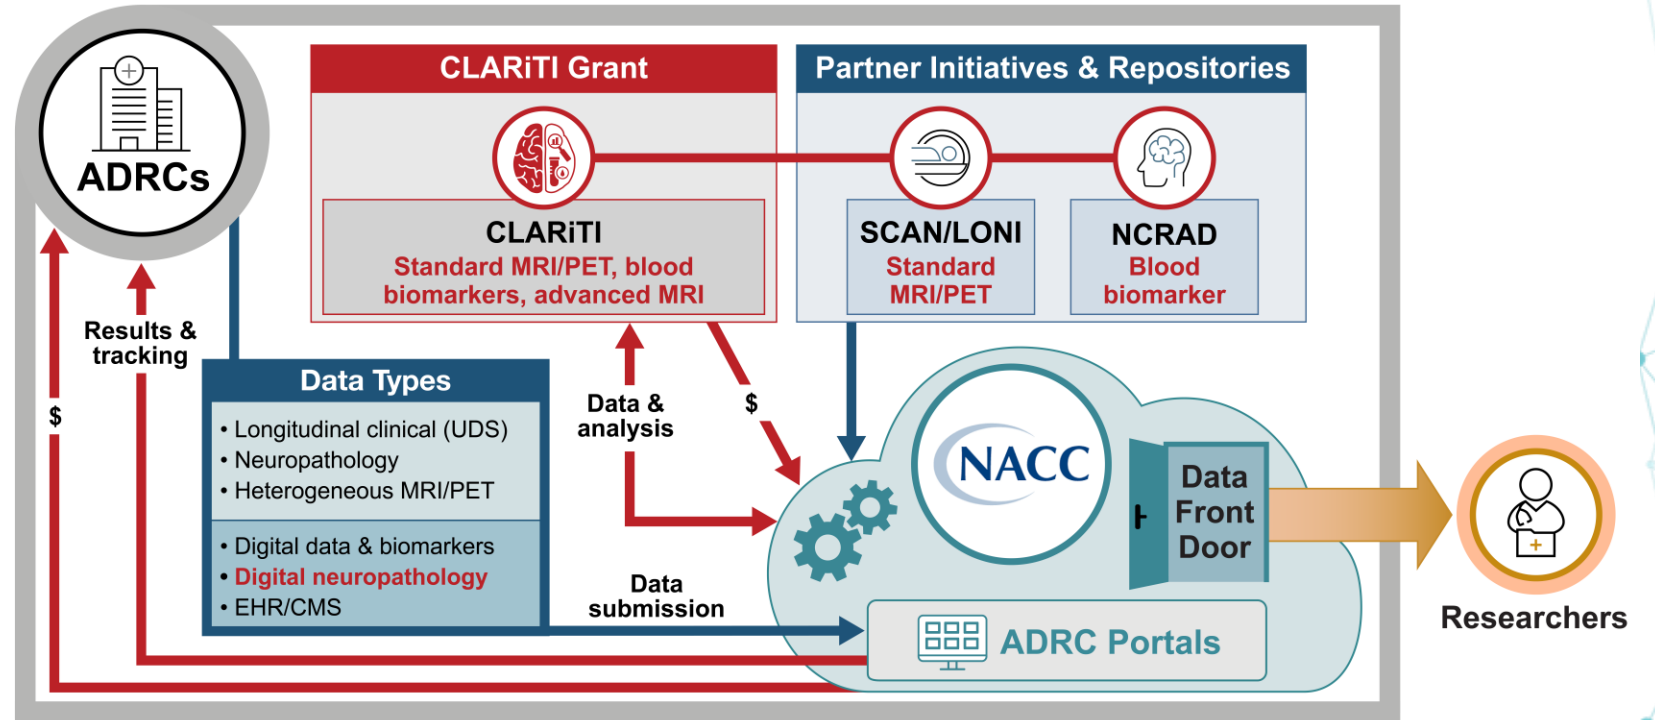 ADRCs
CLARiTI Grant
CLARiTI
Standard MRI/PET, blood
biomarkers, advanced MRI
Partner Initiatives & Repositories
SCAN/LONI
Standard
MRI/PET
NCRAD
Blood
biomarker
Results &
tracking
$
Data Types
• Longitudinal clinical (UDS)
• Neuropathology
• Heterogeneous MRI/PET
• Digital data & biomarkers
• Digital neuropathology
• EHR/CMS
Data &
analysis
$
Data
submission
NACC
Data
Front
Door
ADRC Portals
Researchers